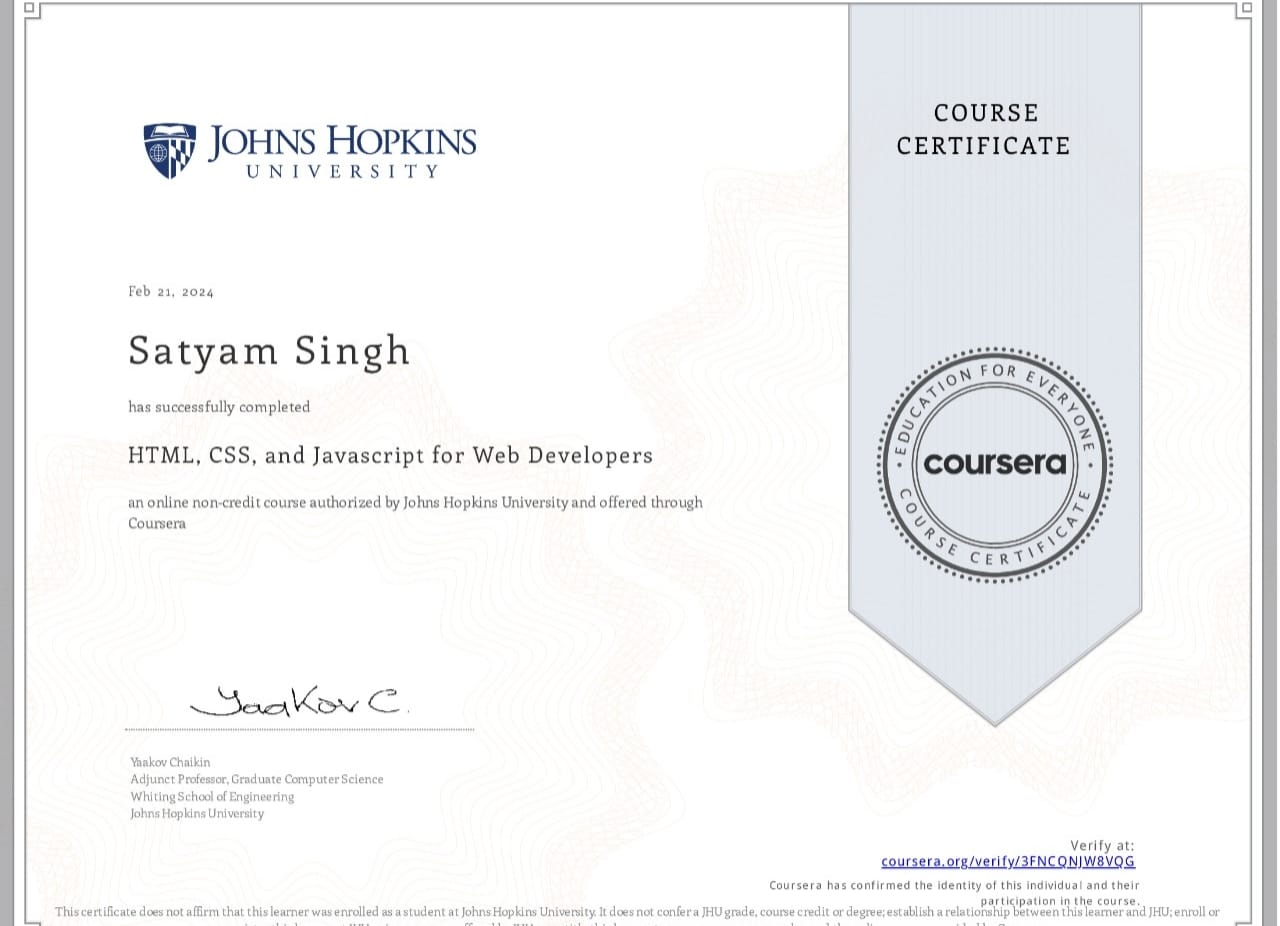 JOHNS HOPKINS
UNIVERSITY
COURSE
CERTIFICATE
Feb 21, 2024
Satyam Singh
has successfully completed
HTML, CSS, and Javascript for Web Developers
an online non-credit course authorized by Johns Hopkins University and offered through
Coursera
EDUCATION FOR EVERYONE
coursera
COURSE CERTIFICATE
Yaakov C.
Yaakov Chaikin
Adjunct Professor, Graduate Computer Science
Whiting School of Engineering
Johns Hopkins University
Verify at:
coursera.org/verify/3FNCQNJW8VQG
Coursera has confirmed the identity of this individual and their
participation in the course.
This certificate does not affirm that this learner was enrolled as a student at Johns Hopkins University. It does not confer a JHU grade, course credit or degree; establish a relationship between this learner and JHU; enroll or